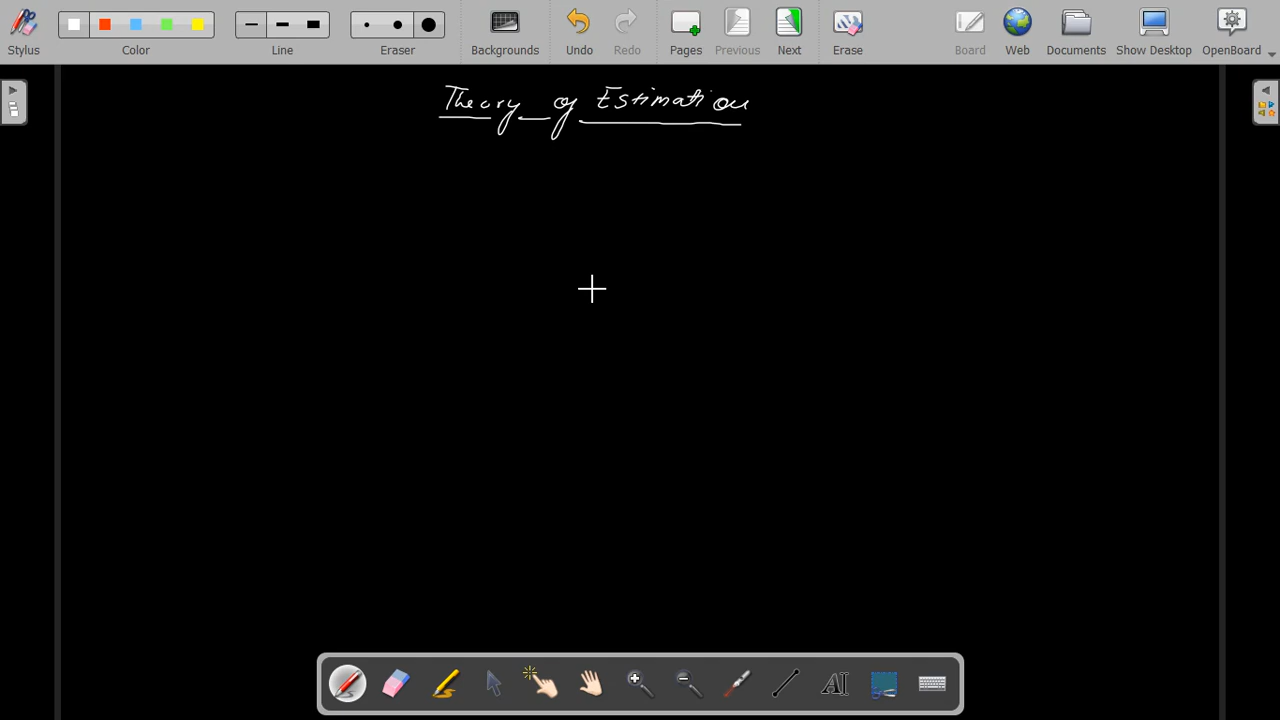 Stylus Color Line Eraser Backgrounds Undo Redo Pages Previous Next Erase Board Web Documents Show Desktop OpenBoard
Theory of Estimation
AI